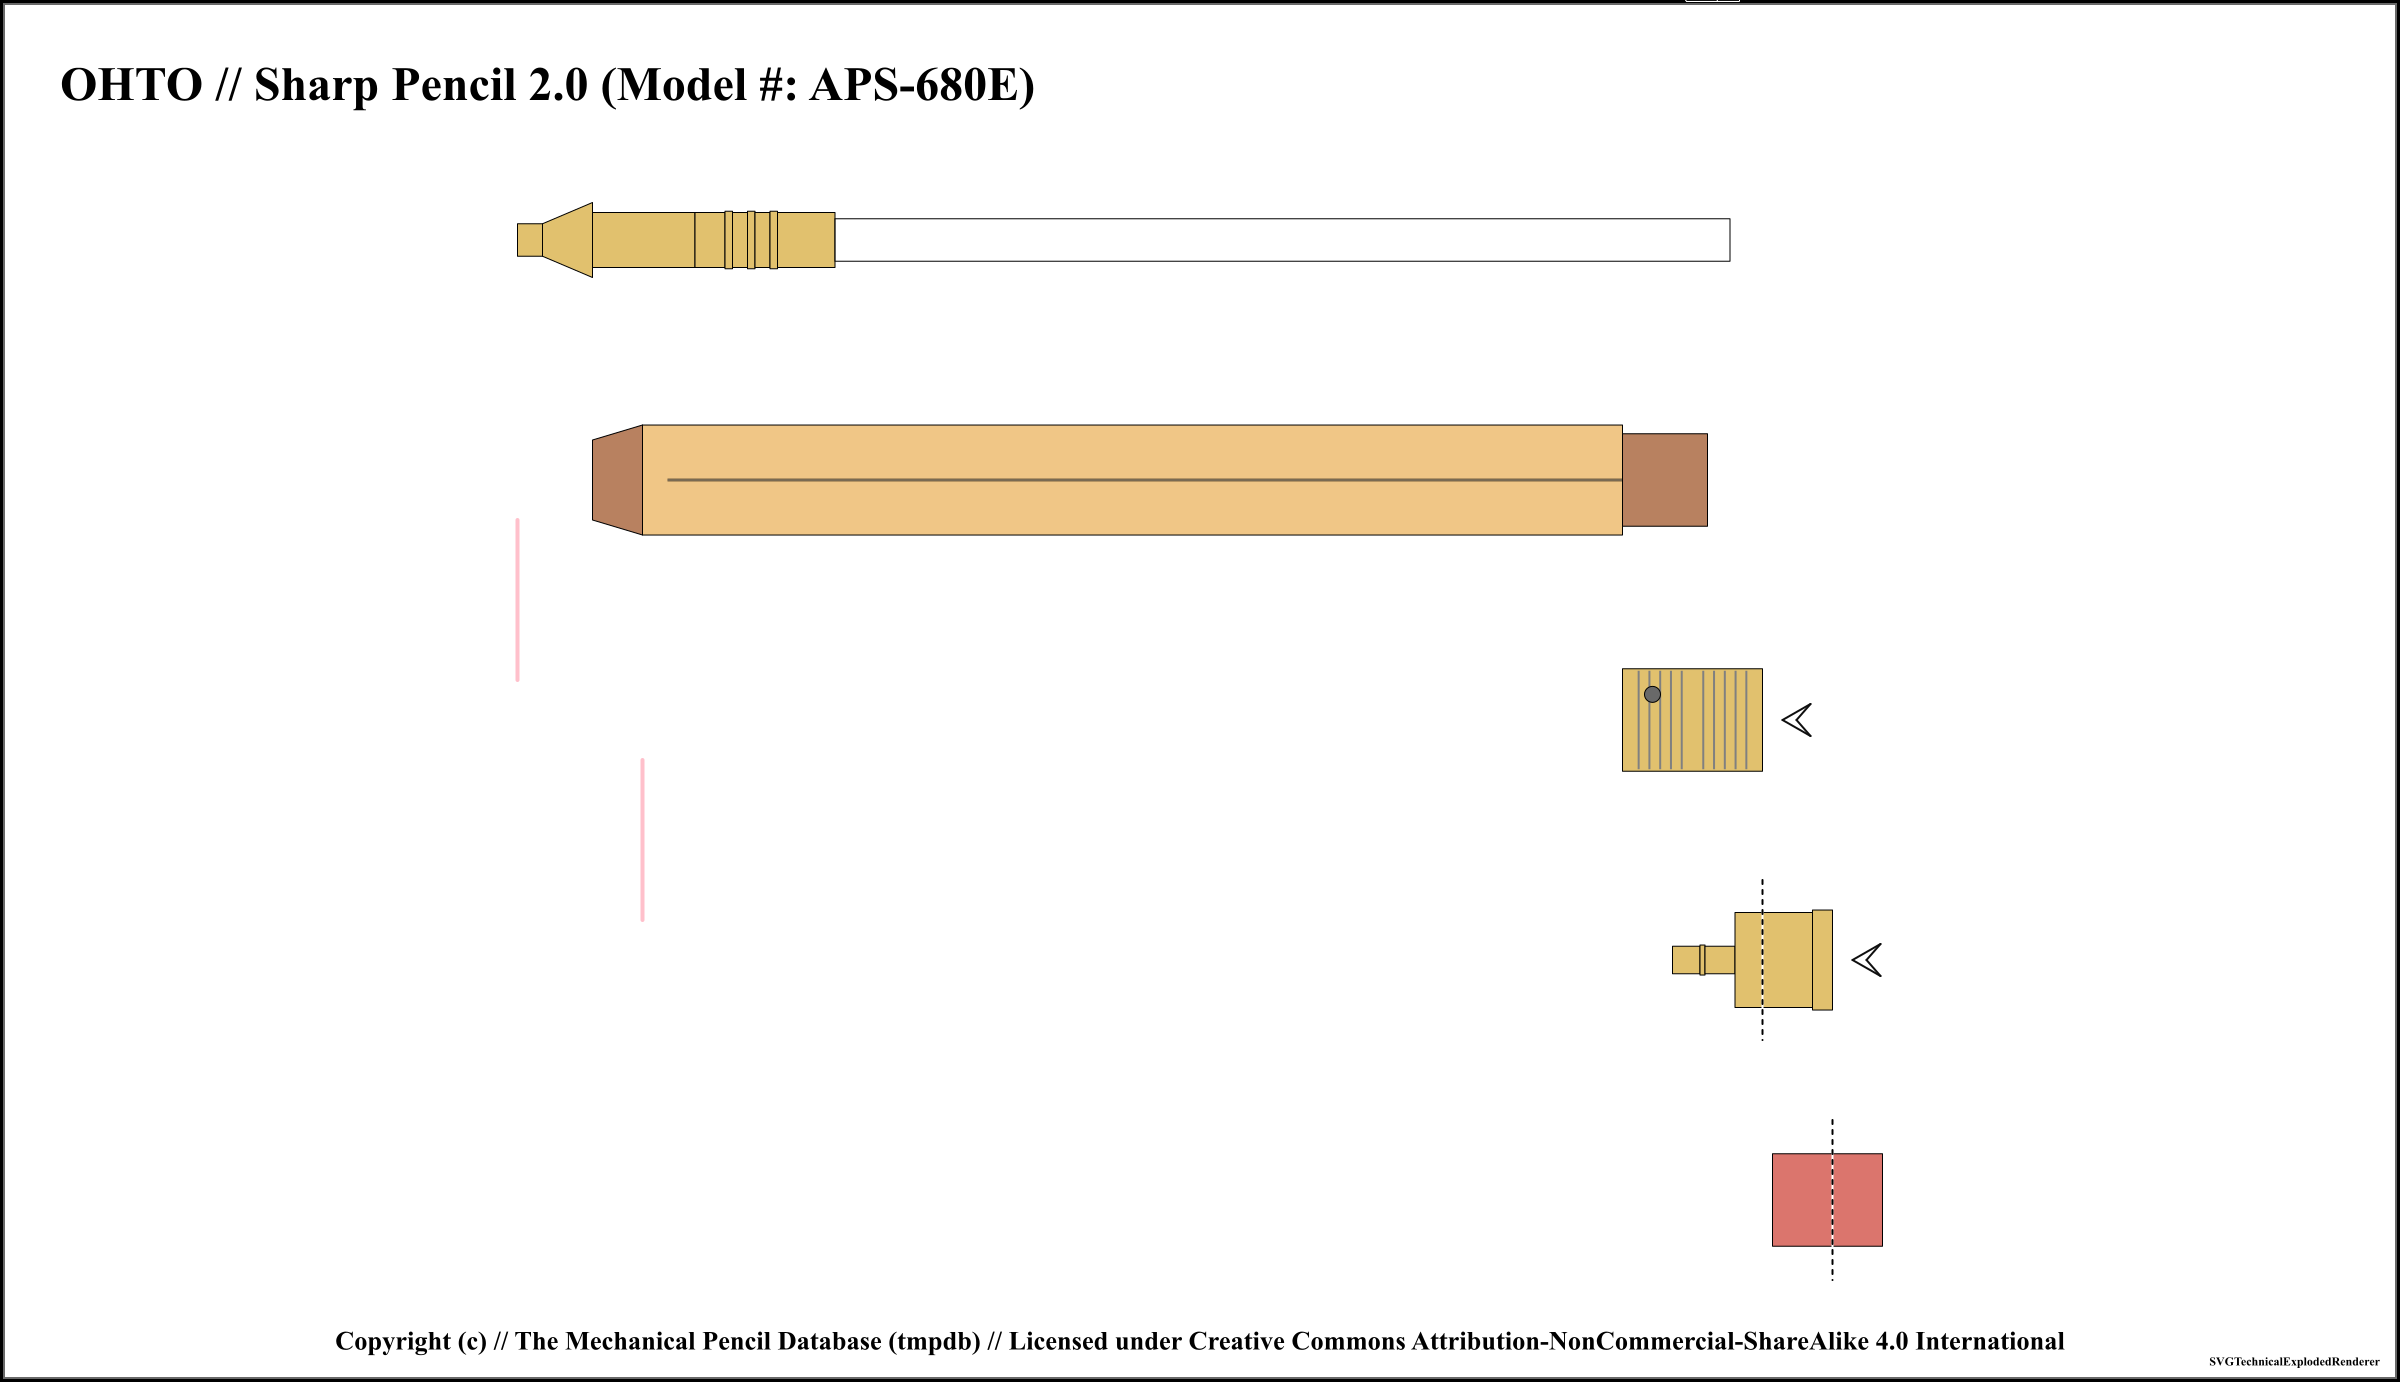 OHTO // Sharp Pencil 2.0 (Model #: APS-680E)
Copyright (c) // The Mechanical Pencil Database (tmpdb) // Licensed under Creative Commons Attribution-NonCommercial-ShareAlike 4.0 International
SVGTechnicalExplodedRenderer